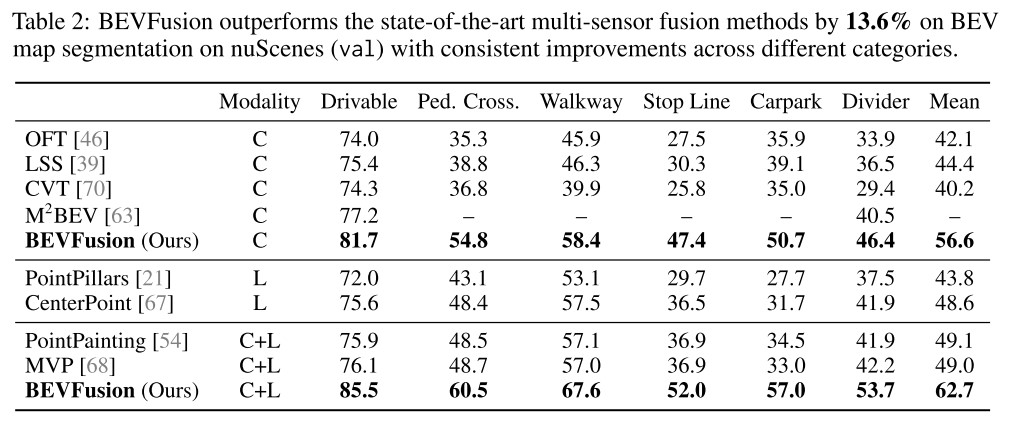 Table 2: BEVFusion outperforms the state-of-the-art multi-sensor fusion methods by 13.6% on BEV
map segmentation on nuScenes (val) with consistent improvements across different categories.
Modality Drivable Ped. Cross. Walkway Stop Line Carpark Divider Mean
OFT [46] C 74.0 35.3 45.9 27.5 35.9 33.9 42.1
LSS [39] C 75.4 38.8 46.3 30.3 39.1 36.5 44.4
CVT [70] C 74.3 36.8 39.9 25.8 35.0 29.4 40.2
M²BEV [63] C 77.2 – – – – 40.5 –
BEVFusion (Ours) C 81.7 54.8 58.4 47.4 50.7 46.4 56.6
PointPillars [21] L 72.0 43.1 53.1 29.7 27.7 37.5 43.8
CenterPoint [67] L 75.6 48.4 57.5 36.5 31.7 41.9 48.6
PointPainting [54] C+L 75.9 48.5 57.1 36.9 34.5 41.9 49.1
MVP [68] C+L 76.1 48.7 57.0 36.9 33.0 42.2 49.0
BEVFusion (Ours) C+L 85.5 60.5 67.6 52.0 57.0 53.7 62.7